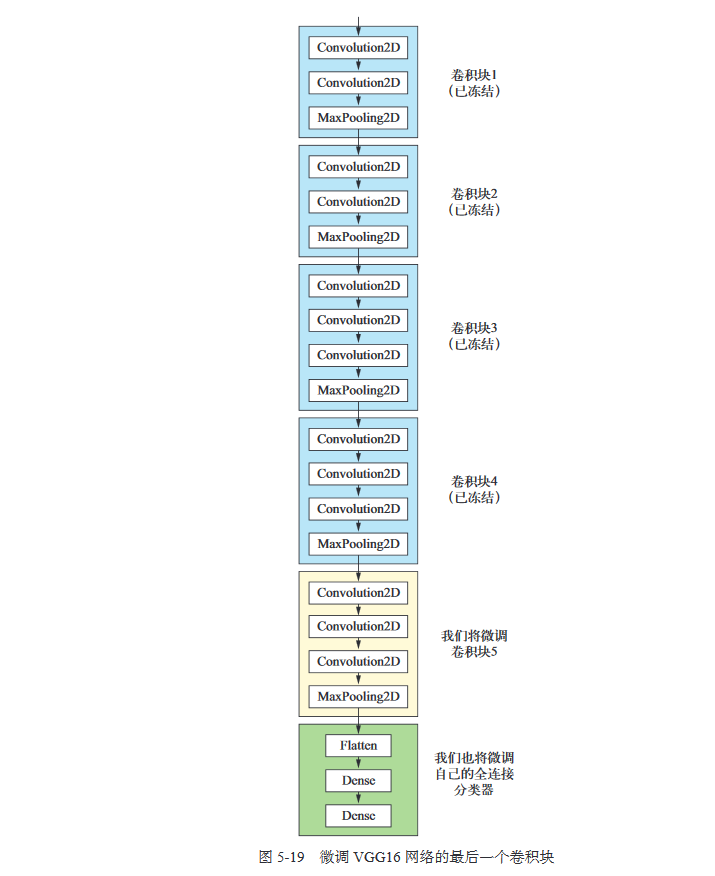 Convolution2D
Convolution2D
MaxPooling2D
卷积块1
（已冻结）
Convolution2D
Convolution2D
MaxPooling2D
卷积块2
（已冻结）
Convolution2D
Convolution2D
Convolution2D
MaxPooling2D
卷积块3
（已冻结）
Convolution2D
Convolution2D
Convolution2D
MaxPooling2D
卷积块4
（已冻结）
Convolution2D
Convolution2D
Convolution2D
MaxPooling2D
我们将微调
卷积块5
Flatten
Dense
Dense
我们也将微调
自己的全连接
分类器
图 5-19 微调 VGG16 网络的最后一个卷积块